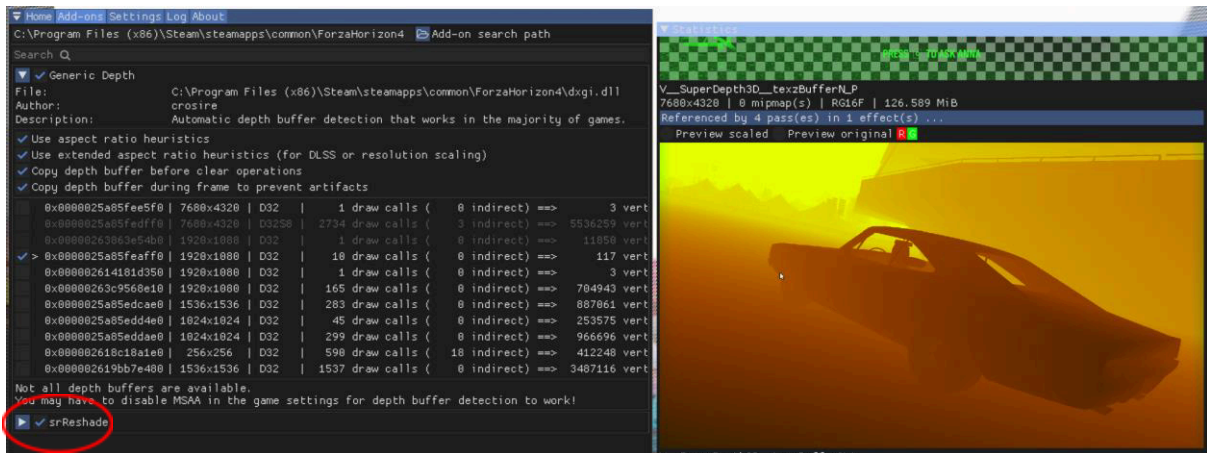 Home Add-ons Settings Log About
C:\Program Files (x86)\Steam\steamapps\common\ForzaHorizon4 Add-on search path
Search
Generic Depth
File: C:\Program Files (x86)\Steam\steamapps\common\ForzaHorizon4\dxgi.dll
Author: crosire
Description: Automatic depth buffer detection that works in the majority of games.
Use aspect ratio heuristics
Use extended aspect ratio heuristics (for DLSS or resolution scaling)
Copy depth buffer before clear operations
Copy depth buffer during frame to prevent artifacts
0x0000025a85fee5f0 | 7680x4320 | D32 | 1 draw calls ( 0 indirect) ==> 3 vert
0x0000025a85fedff0 | 7680x4320 | D32S8 | 2734 draw calls ( 3 indirect) ==> 5536259 vert
0x00000263863e54b0 | 1920x1088 | D32 | 1 draw calls ( 0 indirect) ==> 11850 vert
> 0x0000025a85feaff0 | 1920x1080 | D32 | 10 draw calls ( 0 indirect) ==> 117 vert
0x000002614181d350 | 1920x1080 | D32 | 1 draw calls ( 0 indirect) ==> 3 vert
0x00000263c9568e10 | 1920x1080 | D32 | 165 draw calls ( 0 indirect) ==> 704943 vert
0x0000025a85edcae0 | 1536x1536 | D32 | 283 draw calls ( 0 indirect) ==> 887061 vert
0x0000025a85edd4e0 | 1024x1024 | D32 | 45 draw calls ( 0 indirect) ==> 253575 vert
0x0000025a85eddae0 | 1024x1024 | D32 | 299 draw calls ( 0 indirect) ==> 966696 vert
0x000002618c18a1e0 | 256x256 | D32 | 590 draw calls ( 18 indirect) ==> 412248 vert
0x000002619bb7e480 | 1536x1536 | D32 | 1537 draw calls ( 0 indirect) ==> 3487116 vert
Not all depth buffers are available.
You may have to disable MSAA in the game settings for depth buffer detection to work!
srReshade
Statistics
PRESS TO ASK ANNA
V__SuperDepth3D__texzBufferN_P
7680x4320 | 0 mipmap(s) | RG16F | 126.589 MiB
Referenced by 4 pass(es) in 1 effect(s) ...
Preview scaled Preview original R G